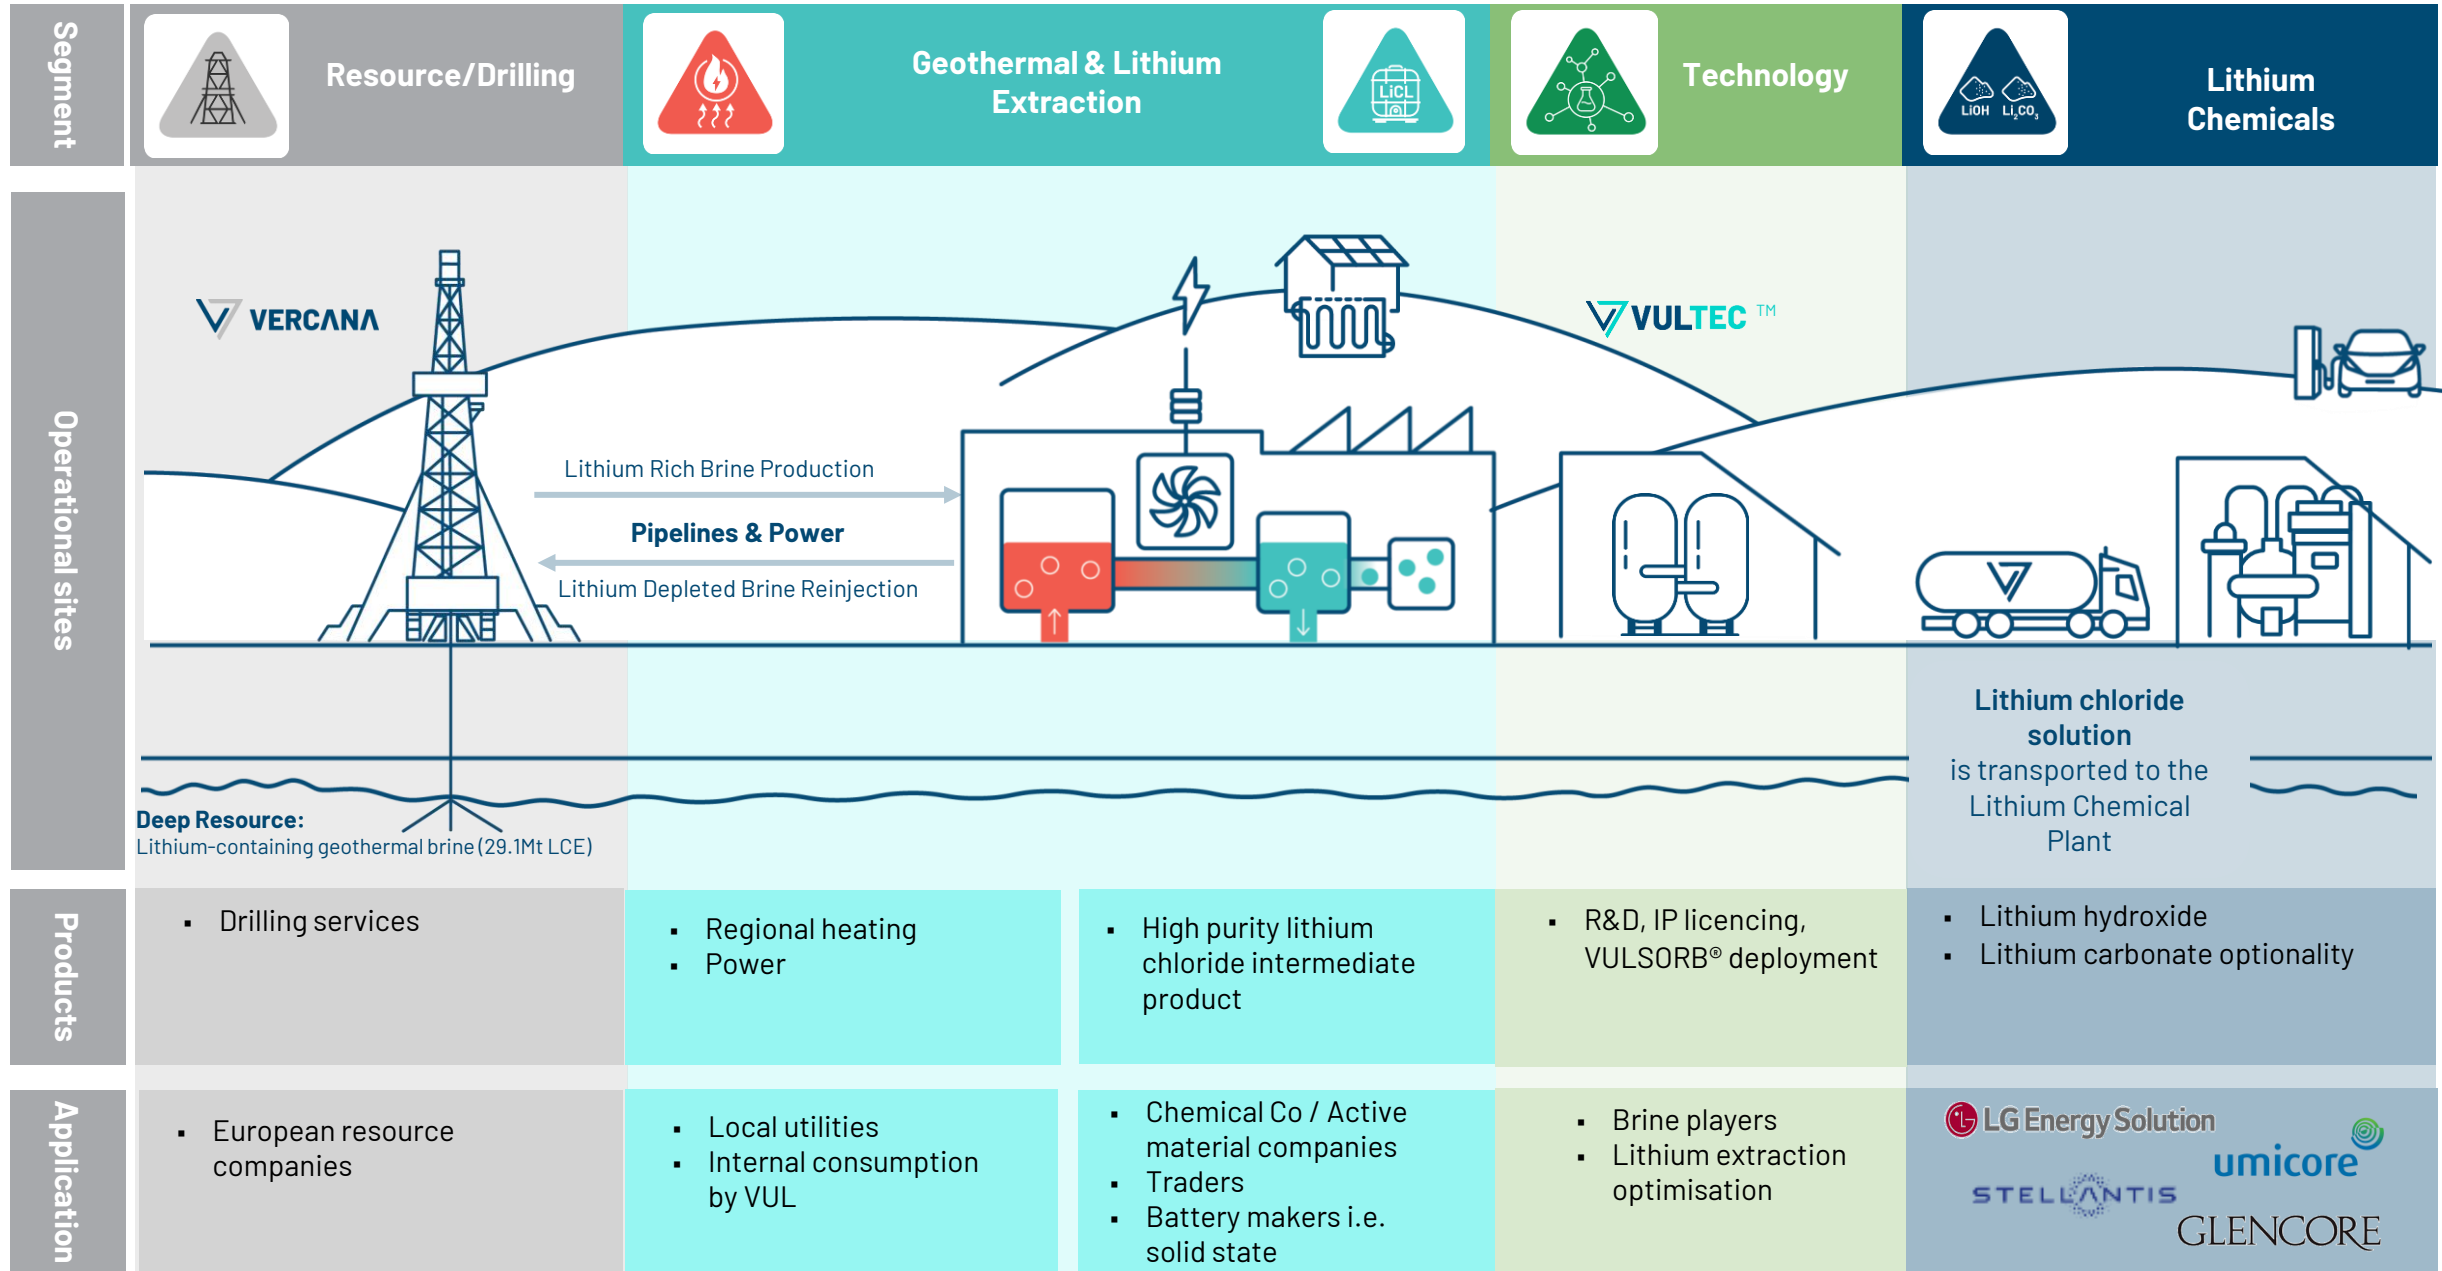 Segment
Resource/Drilling
Geothermal & Lithium
Extraction
LiCL
Technology
LiOH Li₂CO₃
Lithium
Chemicals
Operational sites
VERCANA
VULTEC ™
Lithium Rich Brine Production
Pipelines & Power
Lithium Depleted Brine Reinjection
Deep Resource:
Lithium-containing geothermal brine (29.1Mt LCE)
Lithium chloride
solution
is transported to the
Lithium Chemical
Plant
Products
▪ Drilling services
▪ Regional heating
▪ Power
▪ High purity lithium
chloride intermediate
product
▪ R&D, IP licencing,
VULSORB® deployment
▪ Lithium hydroxide
▪ Lithium carbonate optionality
Application
▪ European resource
companies
▪ Local utilities
▪ Internal consumption
by VUL
▪ Chemical Co / Active
material companies
▪ Traders
▪ Battery makers i.e.
solid state
▪ Brine players
▪ Lithium extraction
optimisation
LG Energy Solution
umicore
STELLANTIS
GLENCORE